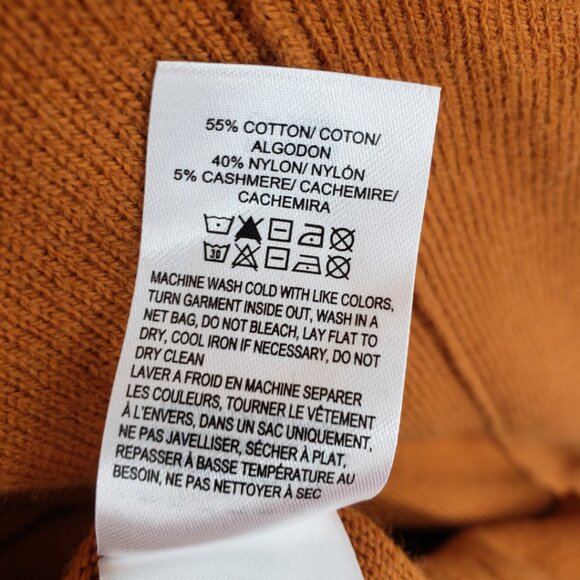 55% COTTON/ COTON/
ALGODON
40% NYLON/ NYLÓN
5% CASHMERE/ CACHEMIRE/
CACHEMIRA
30
MACHINE WASH COLD WITH LIKE COLORS,
TURN GARMENT INSIDE OUT, WASH IN A
NET BAG, DO NOT BLEACH, LAY FLAT TO
DRY, COOL IRON IF NECESSARY, DO NOT
DRY CLEAN
LAVER A FROID EN MACHINE SEPARER
LES COULEURS, TOURNER LE VÊTEMENT
À L'ENVERS, DANS UN SAC UNIQUEMENT,
NE PAS JAVELLISER, SÉCHER À PLAT,
REPASSER À BASSE TEMPÉRATURE AU
BESOIN, NE PAS NETTOYER À SEC